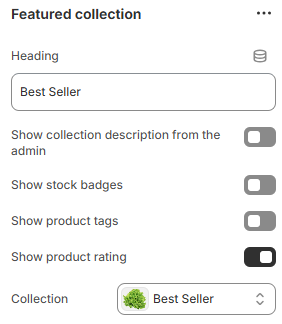 Featured collection
Heading
Best Seller
Show collection description from the
admin
Show stock badges
Show product tags
Show product rating
Collection
Best Seller